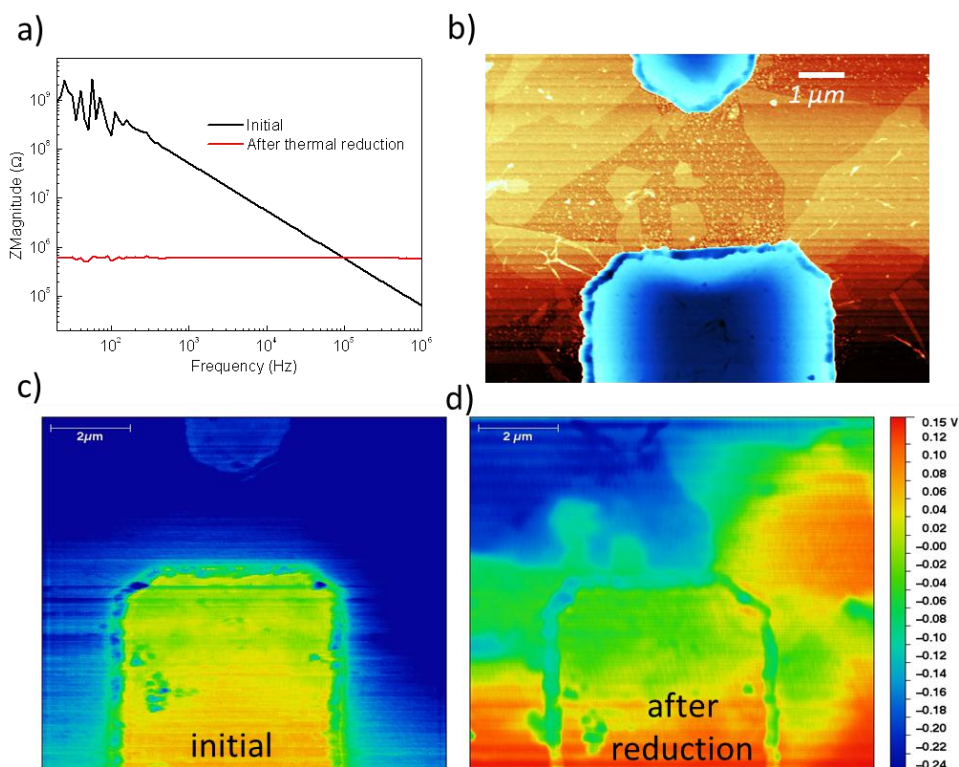 a)
10⁹
10⁸
10⁷
10⁶
10⁵
ZMagnitude (Ω)
Initial
After thermal reduction
10²
10³
10⁴
10⁵
10⁶
Frequency (Hz)
b)
1 µm
c)
2µm
initial
d)
2 µm
after
reduction
0.15 V
0.12
0.10
0.08
0.06
0.04
0.02
−0.00
−0.02
−0.04
−0.06
−0.08
−0.10
−0.12
−0.14
−0.16
−0.18
−0.20
−0.22
−0.24